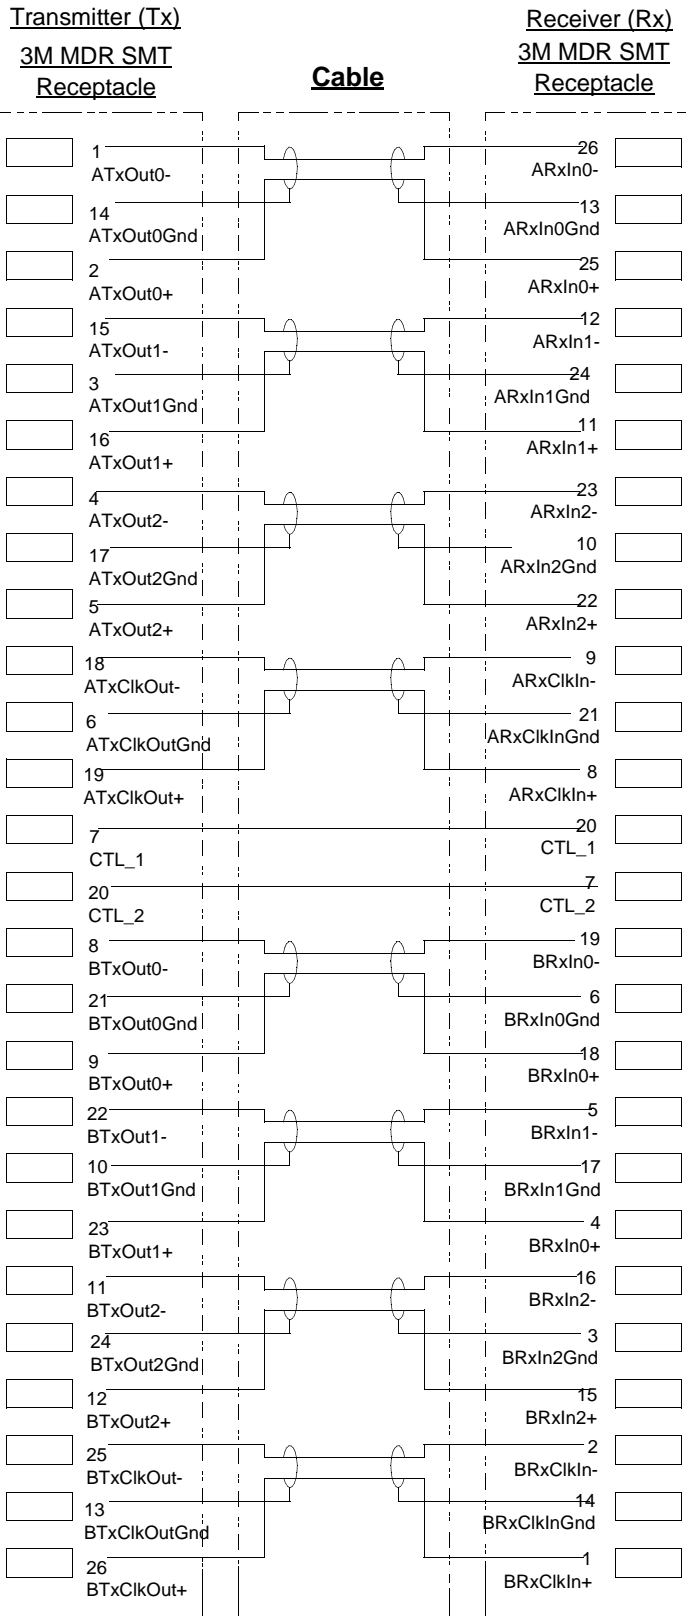 Transmitter (Tx)
3M MDR SMT
Receptacle
Cable
Receiver (Rx)
3M MDR SMT
Receptacle
1
ATxOut0-
26
ARxIn0-
14
ATxOut0Gnd
13
ARxIn0Gnd
2
ATxOut0+
25
ARxIn0+
15
ATxOut1-
12
ARxIn1-
3
ATxOut1Gnd
24
ARxIn1Gnd
16
ATxOut1+
11
ARxIn1+
4
ATxOut2-
23
ARxIn2-
17
ATxOut2Gnd
10
ARxIn2Gnd
5
ATxOut2+
22
ARxIn2+
18
ATxClkOut-
9
ARxClkIn-
6
ATxClkOutGnd
21
ARxClkInGnd
19
ATxClkOut+
8
ARxClkIn+
7
CTL_1
20
CTL_1
20
CTL_2
7
CTL_2
8
BTxOut0-
19
BRxIn0-
21
BTxOut0Gnd
6
BRxIn0Gnd
9
BTxOut0+
18
BRxIn0+
22
BTxOut1-
5
BRxIn1-
10
BTxOut1Gnd
17
BRxIn1Gnd
23
BTxOut1+
4
BRxIn0+
11
BTxOut2-
16
BRxIn2-
24
BTxOut2Gnd
3
BRxIn2Gnd
12
BTxOut2+
15
BRxIn2+
25
BTxClkOut-
2
BRxClkIn-
13
BTxClkOutGnd
14
BRxClkInGnd
26
BTxClkOut+
1
BRxClkIn+